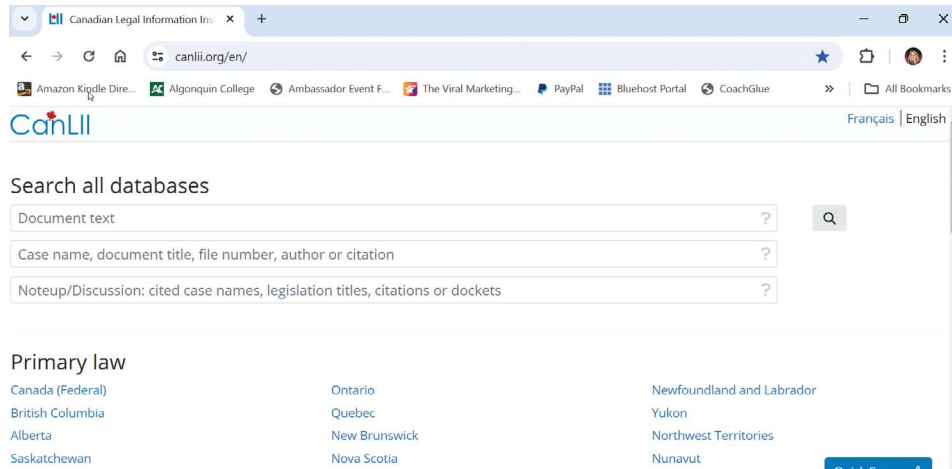 Canadian Legal Information Ins
canlii.org/en/
Amazon Kindle Dire... Algonquin College Ambassador Event F... The Viral Marketing... PayPal Bluehost Portal CoachGlue » All Bookmarks
CanLII Français | English
Search all databases
Document text ?
Case name, document title, file number, author or citation ?
Noteup/Discussion: cited case names, legislation titles, citations or dockets ?
Primary law
Canada (Federal) Ontario Newfoundland and Labrador
British Columbia Quebec Yukon
Alberta New Brunswick Northwest Territories
Saskatchewan Nova Scotia Nunavut